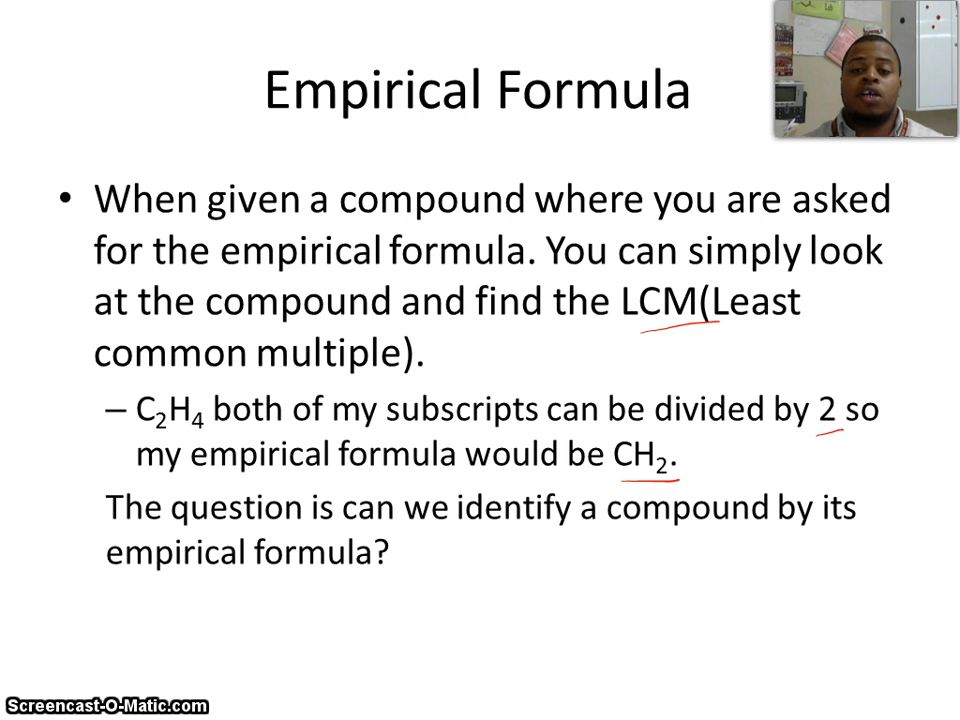 Empirical Formula
• When given a compound where you are asked
for the empirical formula. You can simply look
at the compound and find the LCM(Least
common multiple).
– C₂H₄ both of my subscripts can be divided by 2 so
my empirical formula would be CH₂.
The question is can we identify a compound by its
empirical formula?
Screencast-O-Matic.com